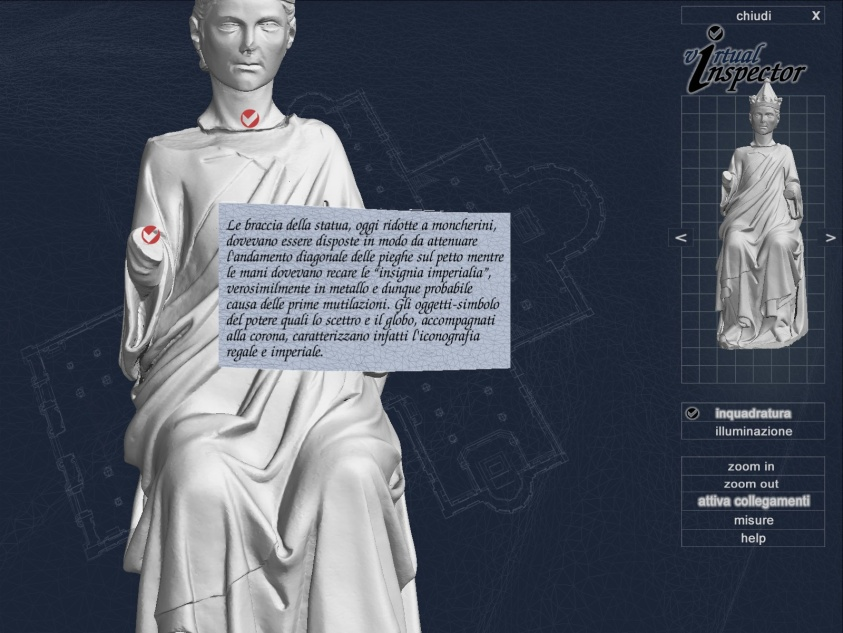 chiudi X
virtual
Inspector
Le braccia della statua, oggi ridotte a moncherini,
dovevano essere disposte in modo da attenuare
l'andamento diagonale delle pieghe sul petto mentre
le mani dovevano recare le "insignia imperialia",
verosimilmente in metallo e dunque probabile
causa delle prime mutilazioni. Gli oggetti-simbolo
del potere quali lo scettro e il globo, accompagnati
alla corona, caratterizzano infatti l'iconografia
regale e imperiale.
< >
inquadratura
illuminazione
zoom in
zoom out
attiva collegamenti
misure
help